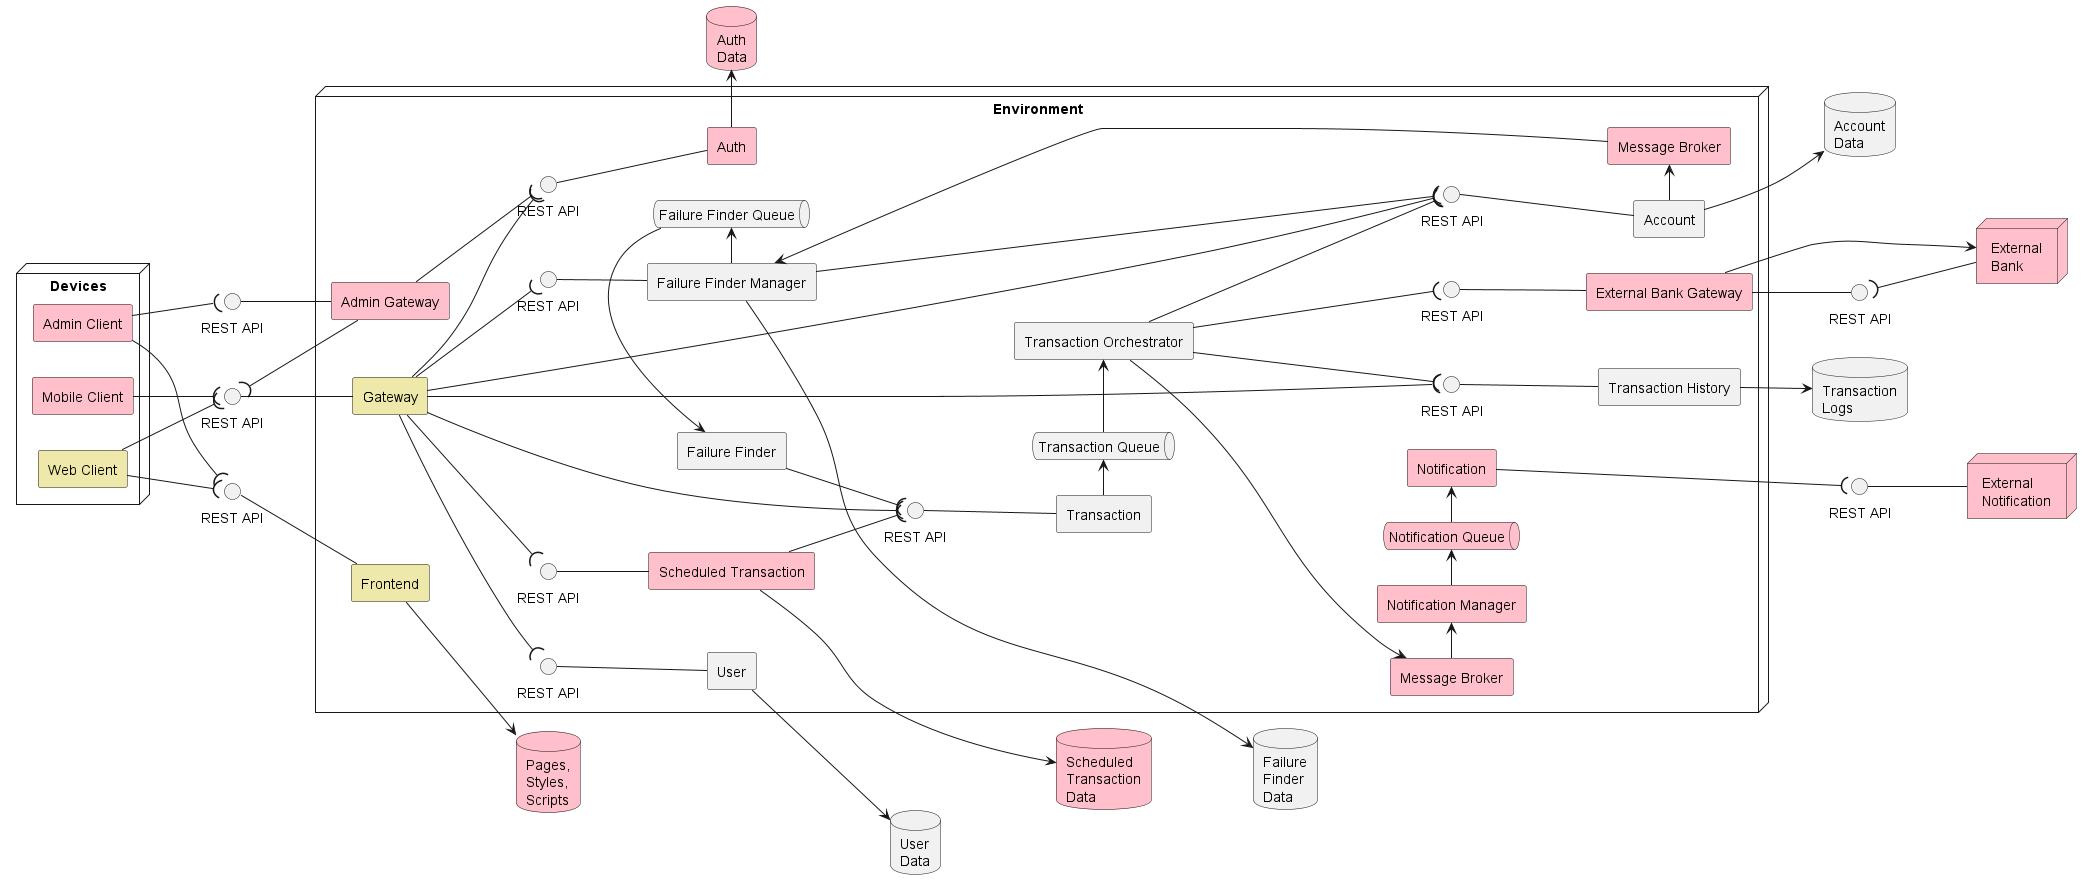 Auth
Data
Environment
Auth
Message Broker
Account
Data
REST API
Failure Finder Queue
REST API
Account
External
Bank
Devices
Admin Client
REST API
Admin Gateway
REST API
Failure Finder Manager
REST API
External Bank Gateway
REST API
Transaction Orchestrator
Mobile Client
REST API
Gateway
REST API
Transaction History
Transaction
Logs
Web Client
REST API
Failure Finder
Transaction Queue
Notification
External
Notification
REST API
Transaction
REST API
Notification Queue
Frontend
REST API
Scheduled Transaction
Notification Manager
REST API
User
Message Broker
Pages,
Styles,
Scripts
Scheduled
Transaction
Data
Failure
Finder
Data
User
Data